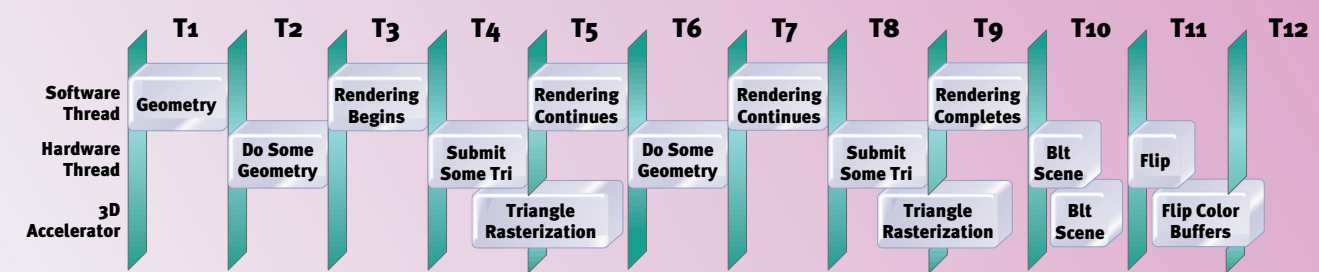 T1 T2 T3 T4 T5 T6 T7 T8 T9 T10 T11 T12
Software
Thread
Geometry
Rendering
Begins
Rendering
Continues
Rendering
Continues
Rendering
Completes
Hardware
Thread
Do Some
Geometry
Submit
Some Tri
Do Some
Geometry
Submit
Some Tri
Blt
Scene
Flip
3D
Accelerator
Triangle
Rasterization
Triangle
Rasterization
Blt
Scene
Flip Color
Buffers